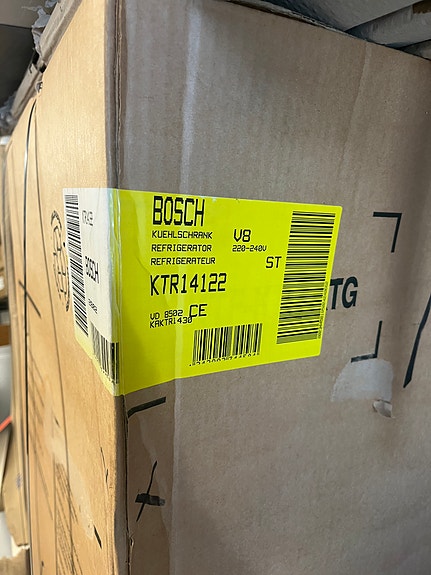 BOSCH
KUEHLSCHRANK V8
REFRIGERATOR 220-240V
REFRIGERATEUR ST
KTR14122
VD 8502 CE
KAKTR1430
BOSCH
TG